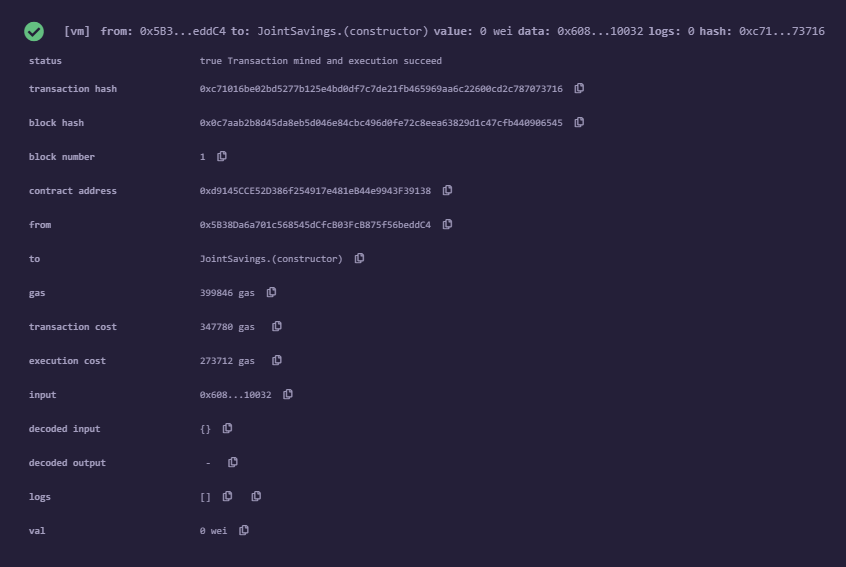 [vm] from: 0x5B3...eddC4 to: JointSavings.(constructor) value: 0 wei data: 0x608...10032 logs: 0 hash: 0xc71...73716
status true Transaction mined and execution succeed
transaction hash 0xc71016be02bd5277b125e4bd0df7c7de21fb465969aa6c22600cd2c787073716
block hash 0x0c7aab2b8d45da8eb5d046e84cbc496d0fe72c8eea63829d1c47cfb440906545
block number 1
contract address 0xd9145CCE52D386f254917e481eB44e9943F39138
from 0x5B38Da6a701c568545dCfcB03FcB875f56beddC4
to JointSavings.(constructor)
gas 399846 gas
transaction cost 347780 gas
execution cost 273712 gas
input 0x608...10032
decoded input {}
decoded output -
logs []
val 0 wei